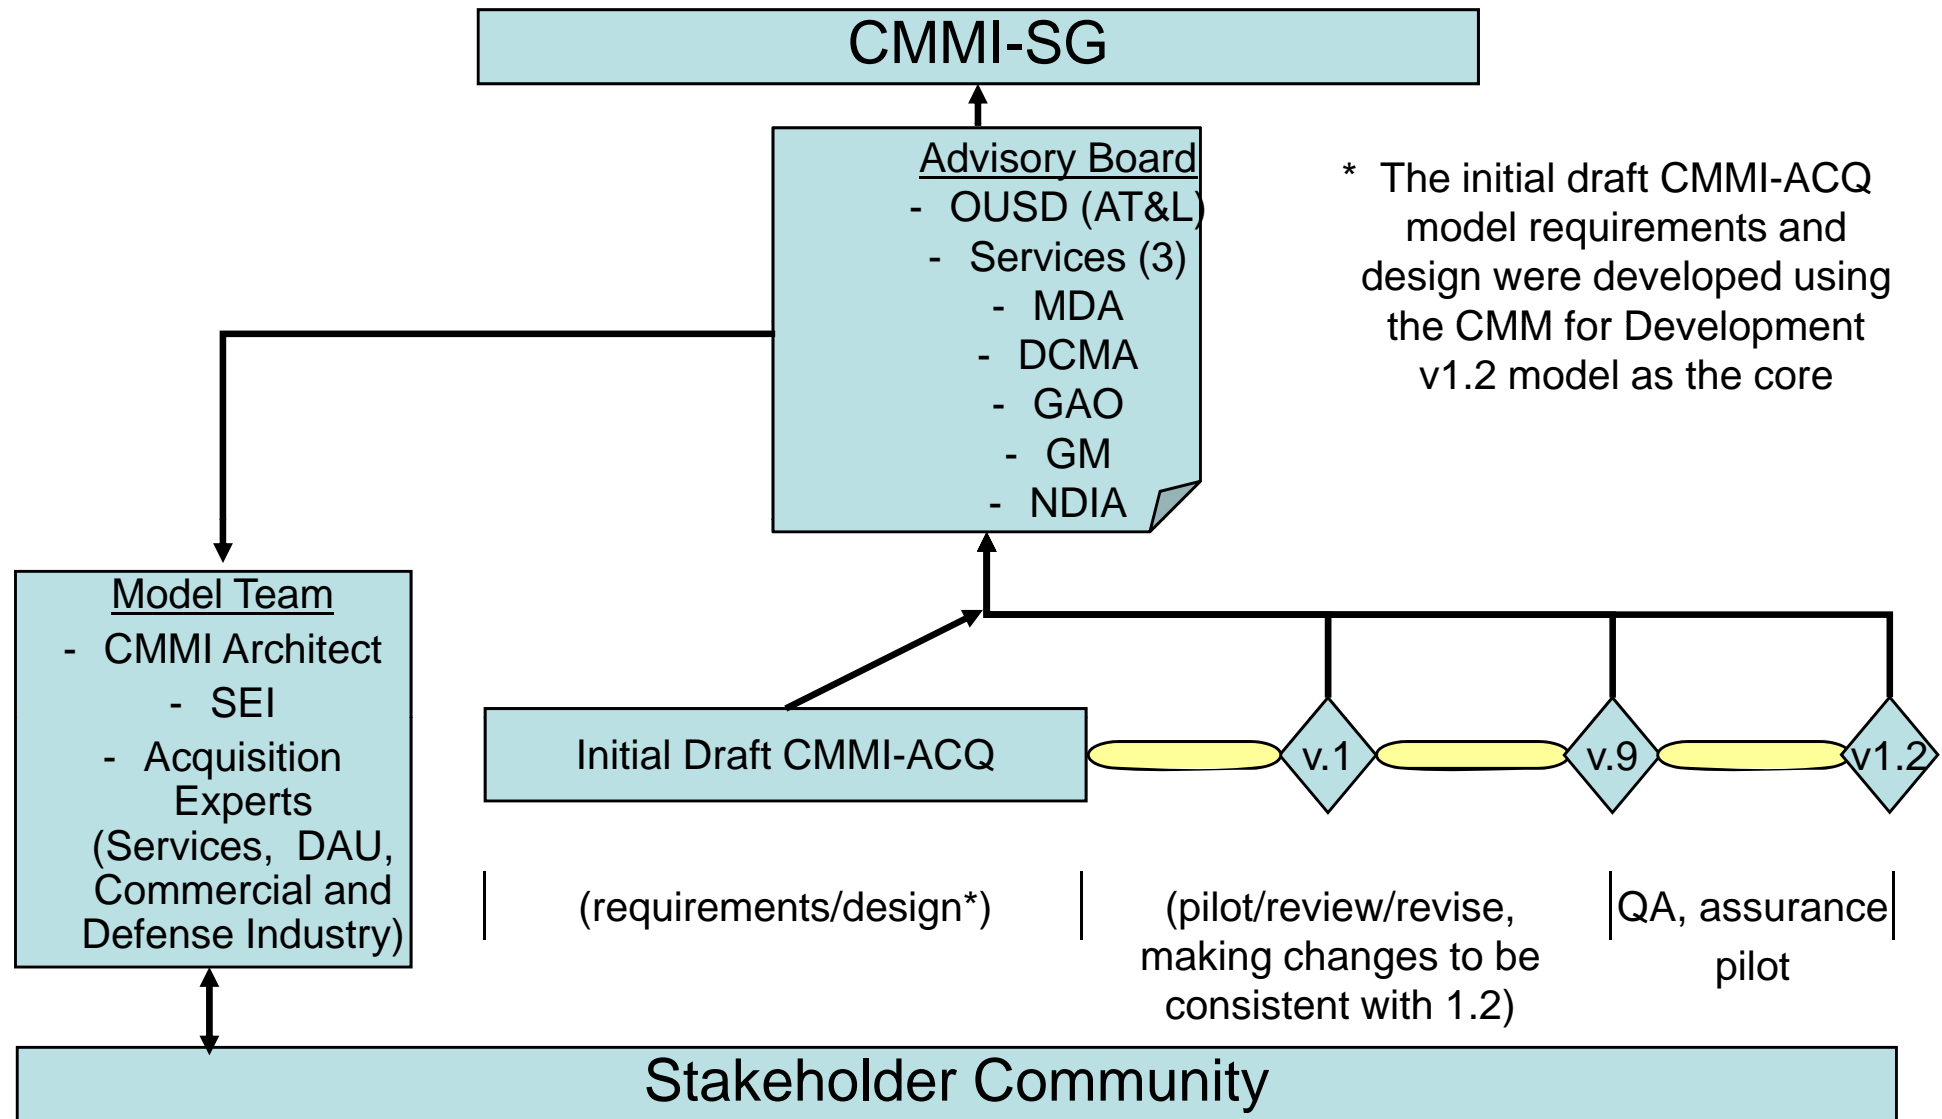 CMMI-SG
Advisory Board
- OUSD (AT&L)
- Services (3)
- MDA
- DCMA
- GAO
- GM
- NDIA
* The initial draft CMMI-ACQ
model requirements and
design were developed using
the CMM for Development
v1.2 model as the core
Model Team
- CMMI Architect
- SEI
- Acquisition
Experts
(Services, DAU,
Commercial and
Defense Industry)
Initial Draft CMMI-ACQ
v.1
v.9
v1.2
(requirements/design*)
(pilot/review/revise,
making changes to be
consistent with 1.2)
QA, assurance
pilot
Stakeholder Community